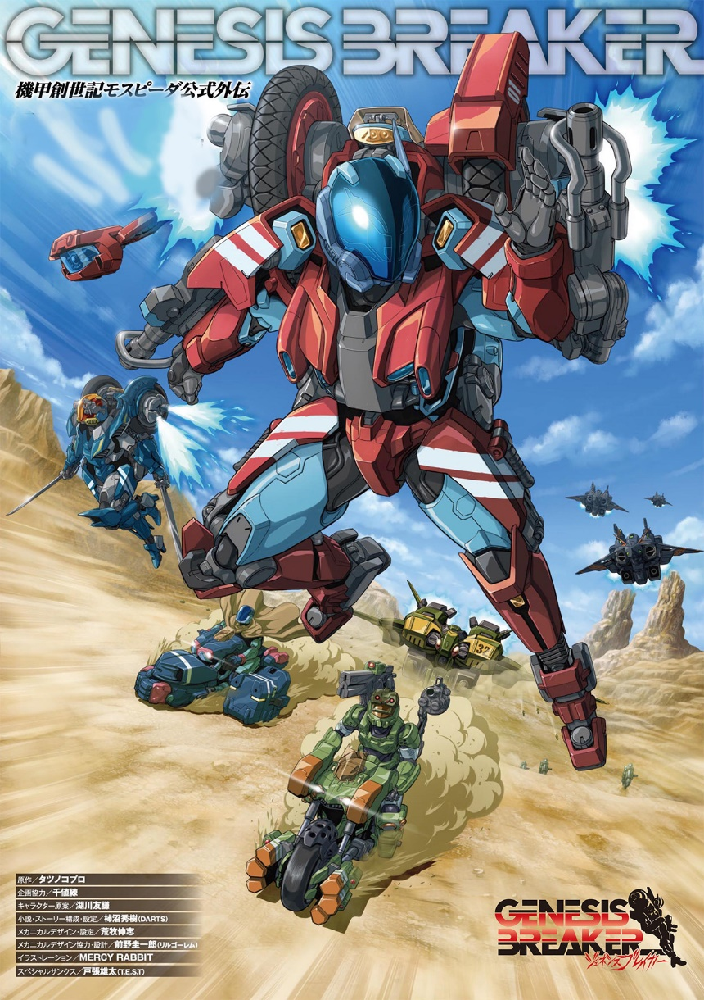 GENESIS BREAKER
機甲創世記モスピーダ公式外伝
01
32
原作／タツノコプロ
企画協力／千値練
キャラクター原案／湖川友謙
小説・ストーリー構成・設定／柿沼秀樹(DARTS)
メカニカルデザイン・設定／荒牧伸志
メカニカルデザイン協力・設計／前野圭一郎(リルゴーレム)
イラストレーション／MERCY RABBIT
スペシャルサンクス／戸張雄太(T.E.S.T)
GENESIS
BREAKER
ジェネシスブレイカー